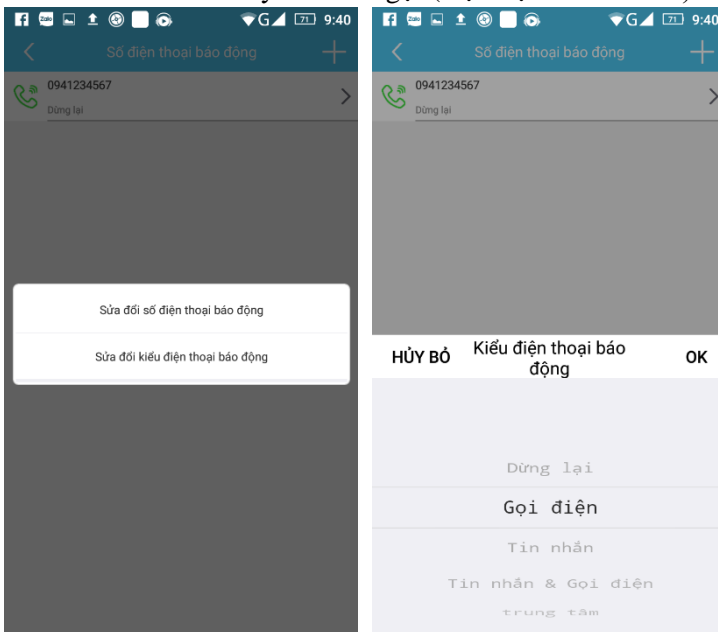 71 9:40
Số điện thoại báo động
0941234567
Dừng lại
Sửa đổi số điện thoại báo động
Sửa đổi kiểu điện thoại báo động
G 71 9:40
Số điện thoại báo động
0941234567
Dừng lại
HỦY BỎ
Kiểu điện thoại báo
động
OK
Dừng lại
Gọi điện
Tin nhắn
Tin nhắn & Gọi điện
trung tâm